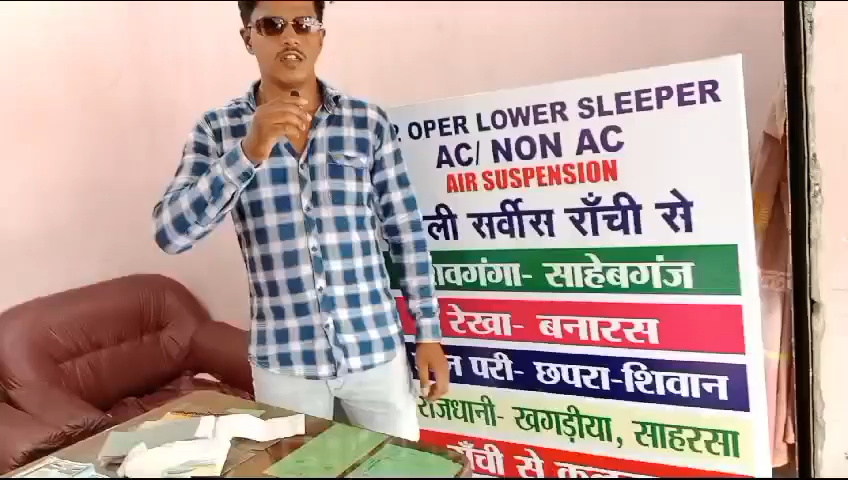 OPER LOWER SLEEPER
AC/ NON AC
AIR SUSPENSION
सर्वीस राँची से
साहेबगंज
रेखा- बनारस
परी- छपरा-शिवान
राजधानी- खगड़ीया, साहरसा
से